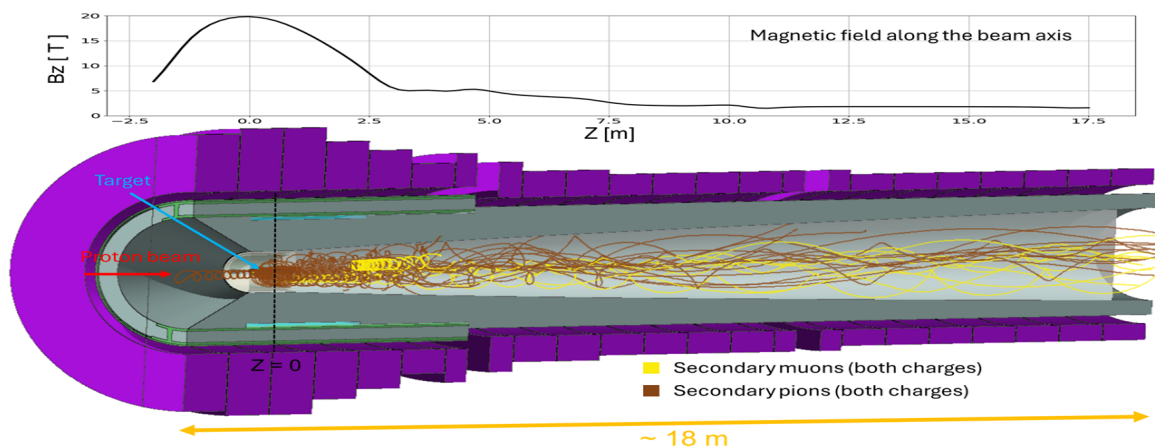 20
15
10
5
0
Bz [ T ]
Magnetic field along the beam axis
−2.5 0.0 2.5 5.0 7.5 10.0 12.5 15.0 17.5
Z [m]
Target
Proton beam
Z = 0
Secondary muons (both charges)
Secondary pions (both charges)
~ 18 m